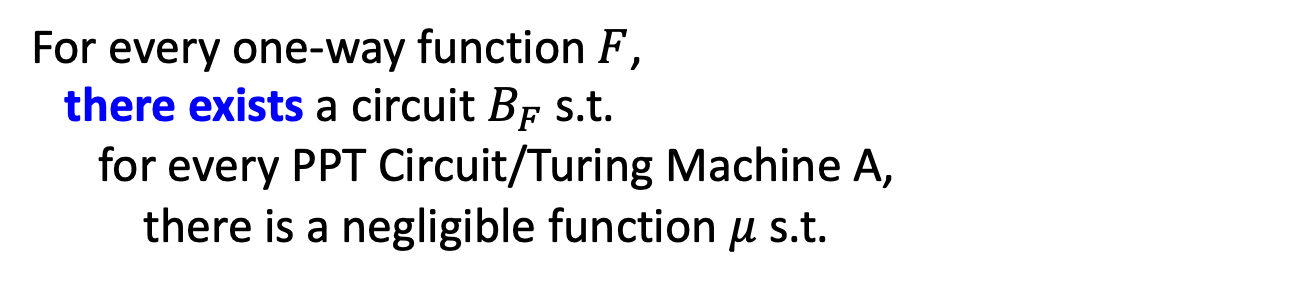 For every one-way function F,
there exists a circuit B_F s.t.
for every PPT Circuit/Turing Machine A,
there is a negligible function μ s.t.